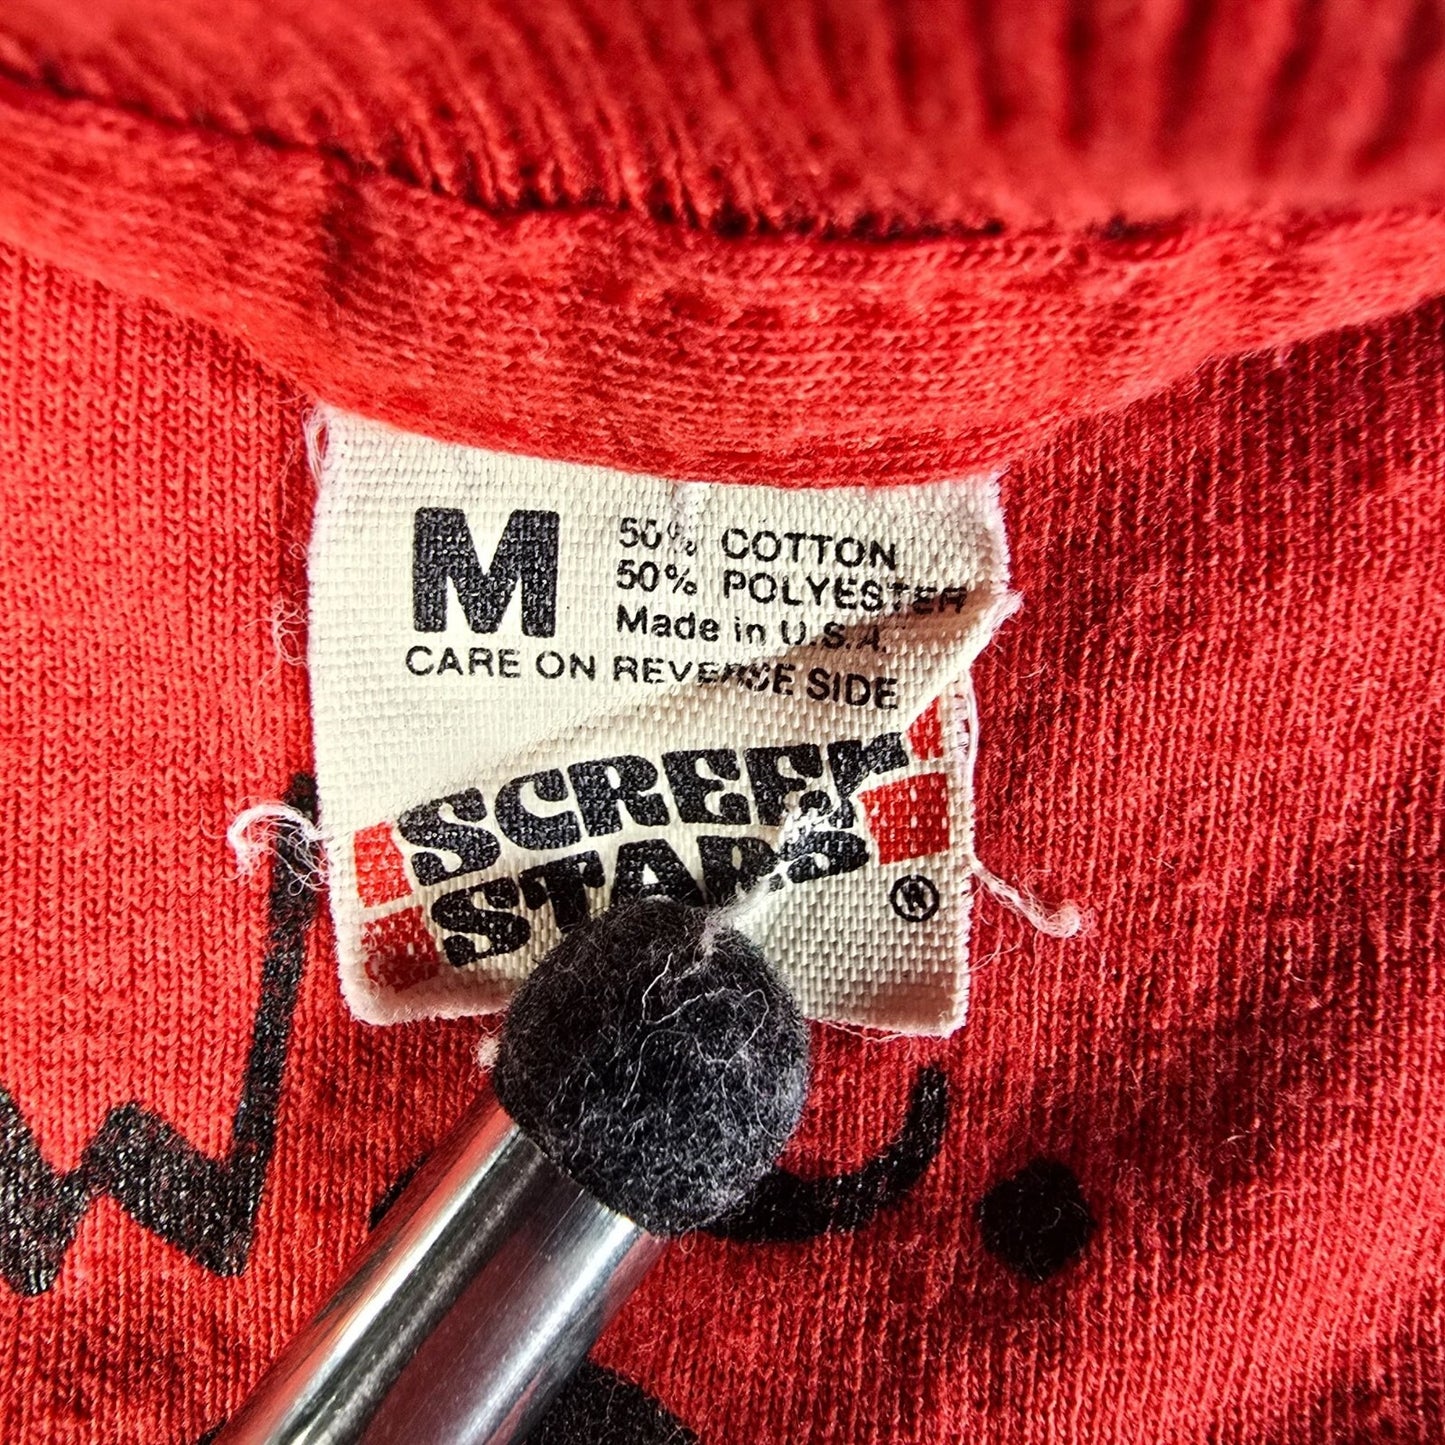 M
50% COTTON
50% POLYESTER
Made in U.S.A.
CARE ON REVERSE SIDE
SCREEN
STARS
®